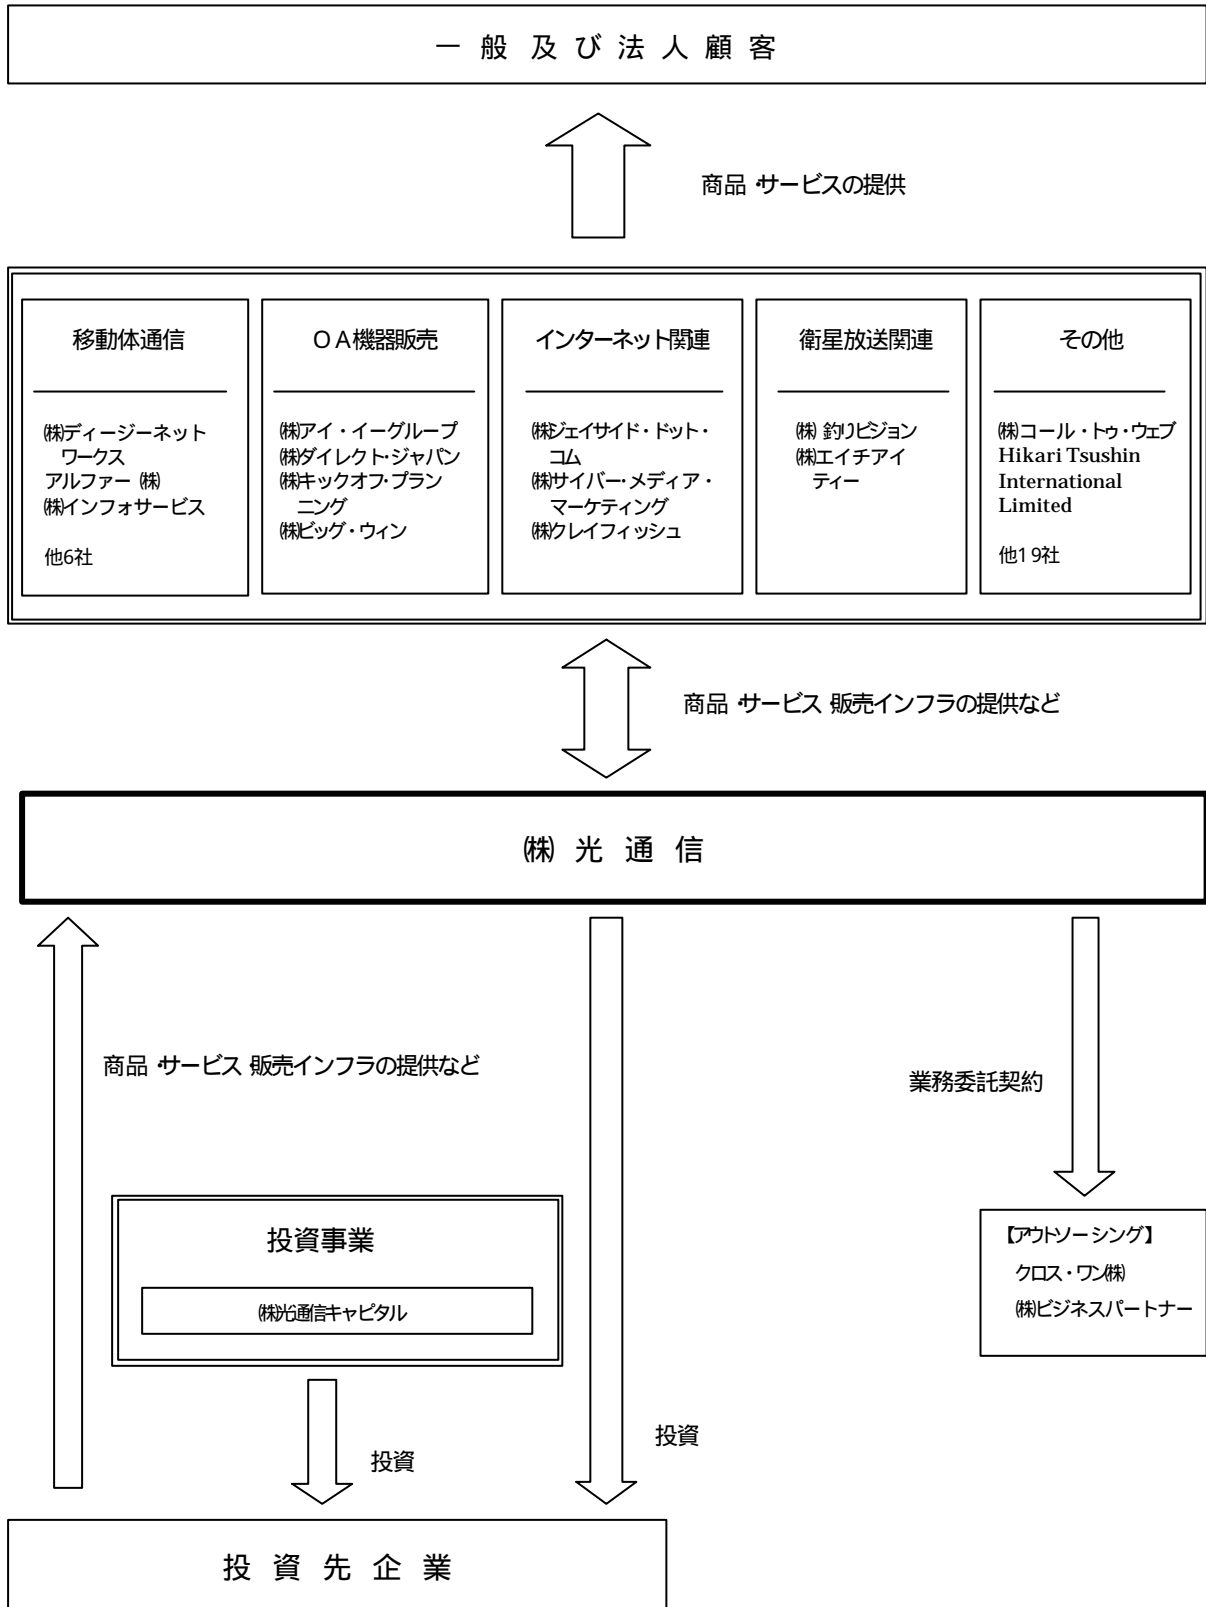 一般及び法人顧客
商品・サービスの提供
移動体通信
㈱ディージーネット
ワークス
アルファー㈱
㈱インフォサービス
他6社
OA機器販売
㈱アイ・イーグループ
㈱ダイレクト・ジャパン
㈱キックオフ・プラン
ニング
㈱ビッグ・ウィン
インターネット関連
㈱ジェイサイド・ドット・
コム
㈱サイバー・メディア・
マーケティング
㈱クレイフィッシュ
衛星放送関連
㈱釣りビジョン
㈱エイチアイ
ティー
その他
㈱コール・トゥ・ウェブ
Hikari Tsushin
International
Limited
他19社
商品・サービス・販売インフラの提供など
㈱光通信
商品・サービス・販売インフラの提供など
業務委託契約
投資事業
㈱光通信キャピタル
【アウトソーシング】
クロス・ワン㈱
㈱ビジネスパートナー
投資
投資
投資先企業